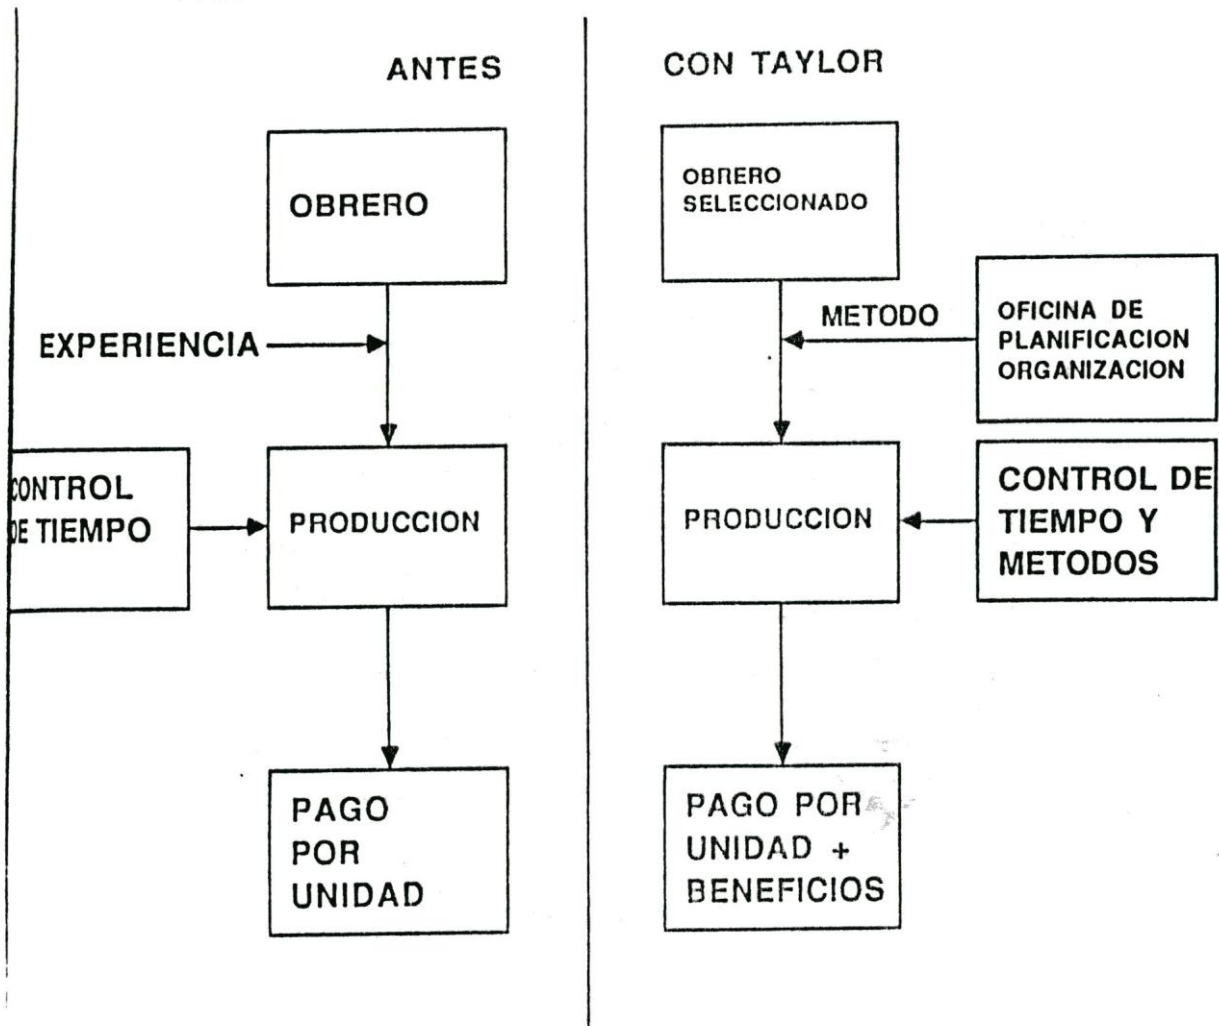 ANTES
OBRERO
EXPERIENCIA
CONTROL
DE TIEMPO
PRODUCCION
PAGO
POR
UNIDAD
CON TAYLOR
OBRERO
SELECCIONADO
METODO
OFICINA DE
PLANIFICACION
ORGANIZACION
PRODUCCION
CONTROL DE
TIEMPO Y
METODOS
PAGO POR
UNIDAD +
BENEFICIOS